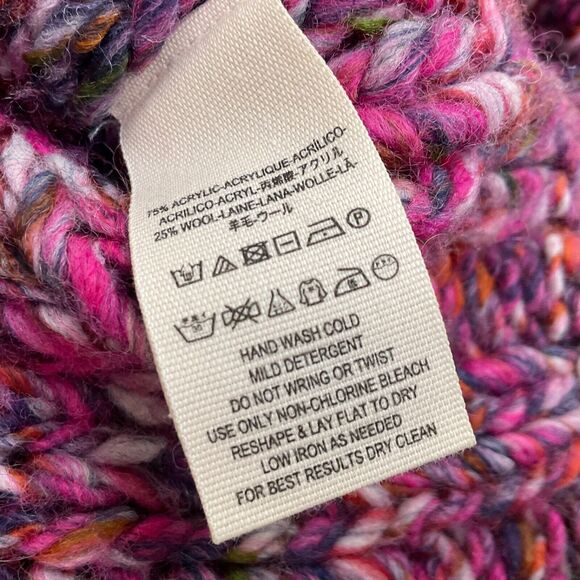 75% ACRYLIC-ACRYLIQUE-ACRÍLICO-
ACRILICO-ACRYL-丙烯酸-アクリル
25% WOOL-LAINE-LANA-WOLLE-LÃ-
羊毛-ウール
HAND WASH COLD
MILD DETERGENT
DO NOT WRING OR TWIST
USE ONLY NON-CHLORINE BLEACH
RESHAPE & LAY FLAT TO DRY
LOW IRON AS NEEDED
FOR BEST RESULTS DRY CLEAN